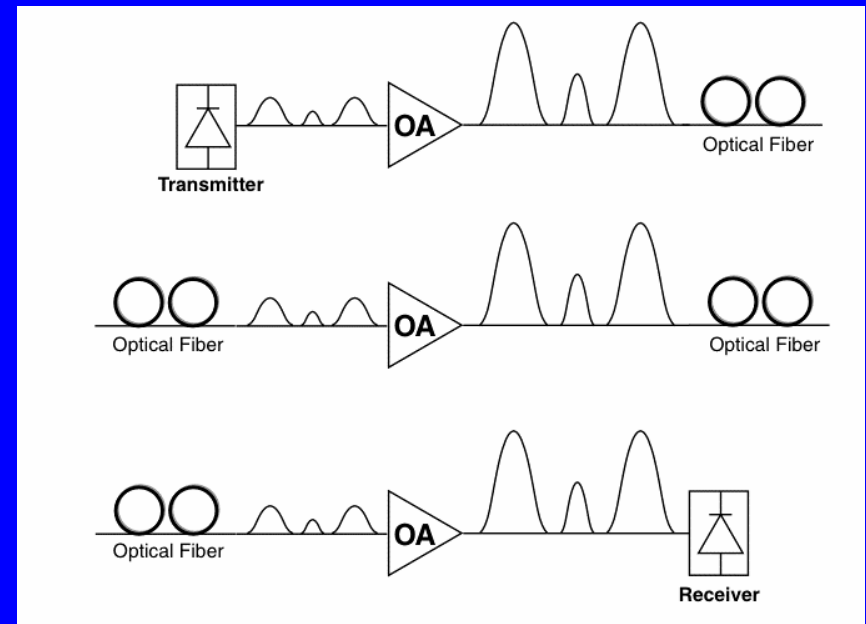 OA
Optical Fiber
Transmitter
OA
Optical Fiber
Optical Fiber
OA
Optical Fiber
Receiver